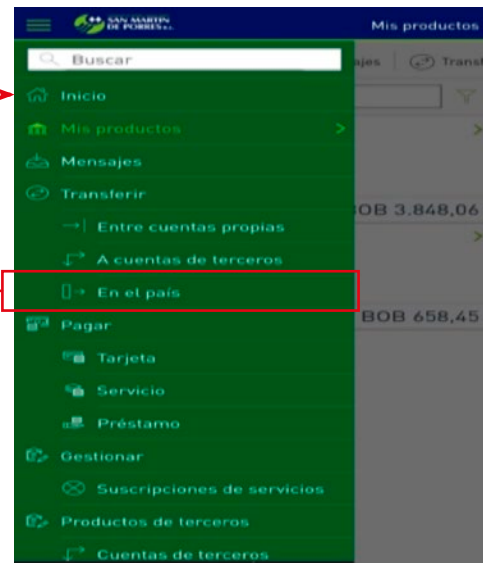 SAN MARTIN
DE PORRES R.L.
Mis productos
Buscar
ajes
Transf
Inicio
Mis productos
Mensajes
Transferir
Entre cuentas propias
OB 3.848,06
A cuentas de terceros
En el país
Pagar
BOB 658,45
Tarjeta
Servicio
Préstamo
Gestionar
Suscripciones de servicios
Productos de terceros
Cuentas de terceros